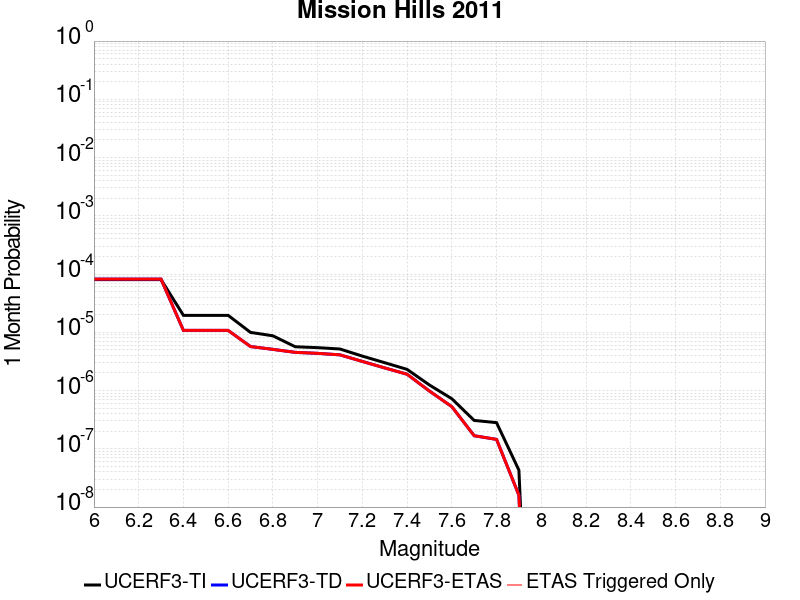 Mission Hills 2011
1 Month Probability
10^0
10^-1
10^-2
10^-3
10^-4
10^-5
10^-6
10^-7
10^-8
6 6.2 6.4 6.6 6.8 7 7.2 7.4 7.6 7.8 8 8.2 8.4 8.6 8.8 9
Magnitude
UCERF3-TI UCERF3-TD UCERF3-ETAS ETAS Triggered Only